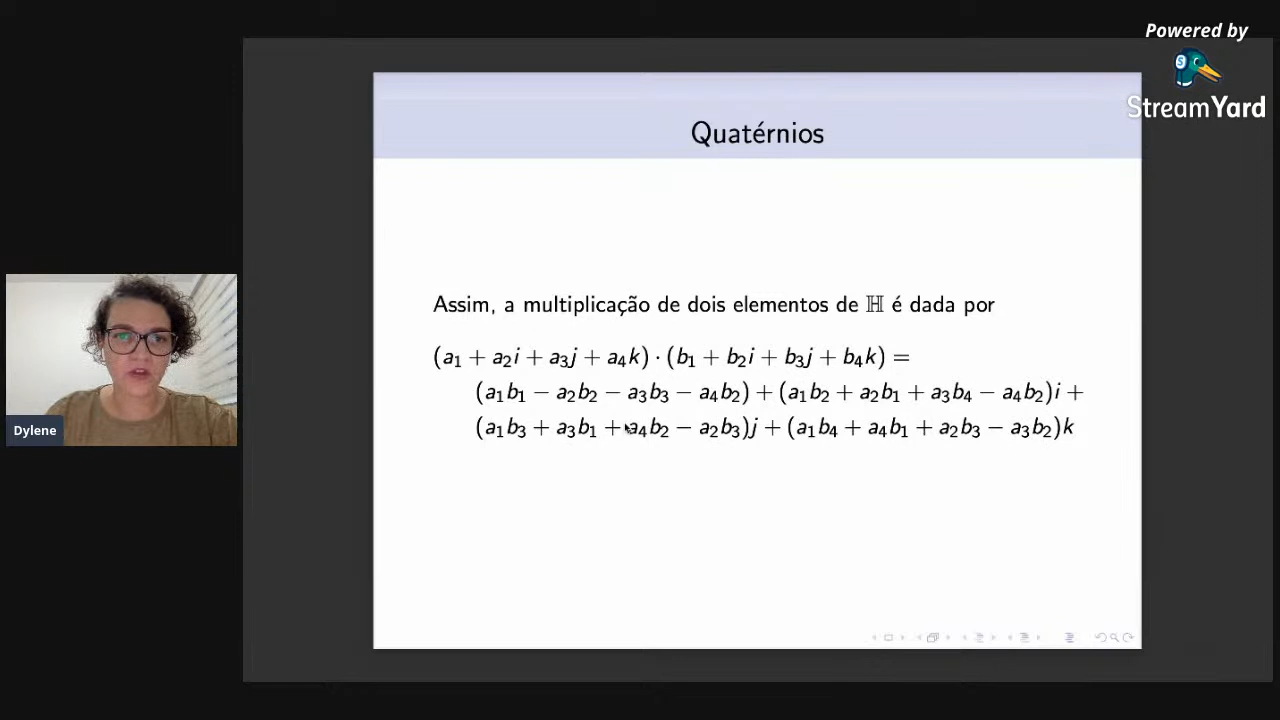 Powered by
StreamYard
Quatérnios
Assim, a multiplicação de dois elementos de ℍ é dada por
(a₁ + a₂i + a₃j + a₄k) · (b₁ + b₂i + b₃j + b₄k) =
(a₁b₁ − a₂b₂ − a₃b₃ − a₄b₂) + (a₁b₂ + a₂b₁ + a₃b₄ − a₄b₂)i +
(a₁b₃ + a₃b₁ + a₄b₂ − a₂b₃)j + (a₁b₄ + a₄b₁ + a₂b₃ − a₃b₂)k
Dylene